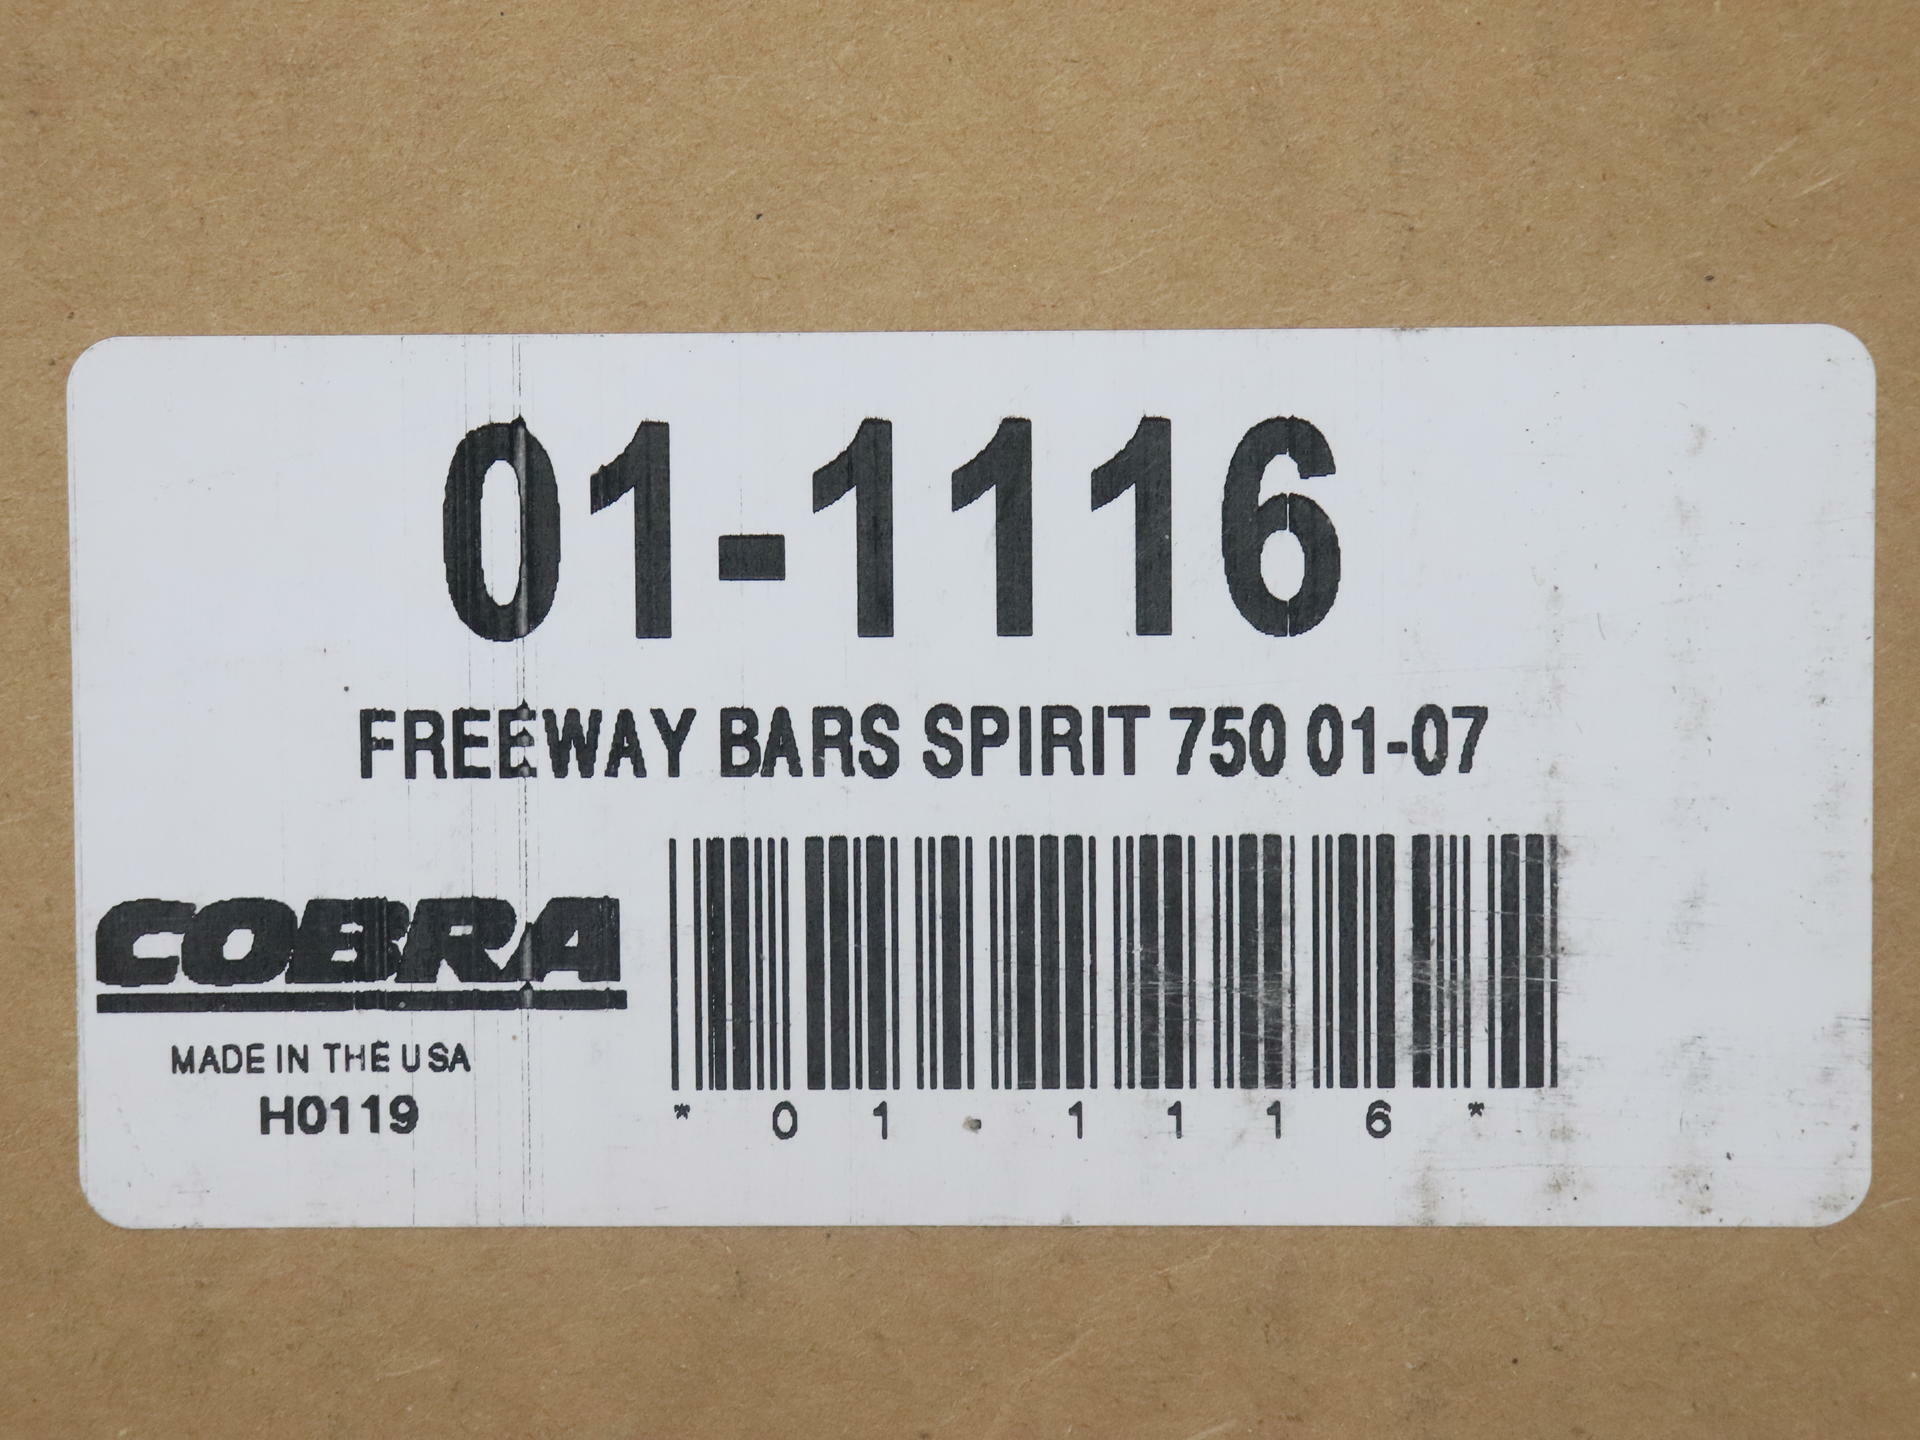 01-1116
FREEWAY BARS SPIRIT 750 01-07
COBRA
MADE IN THE USA
H0119
*01-1116*